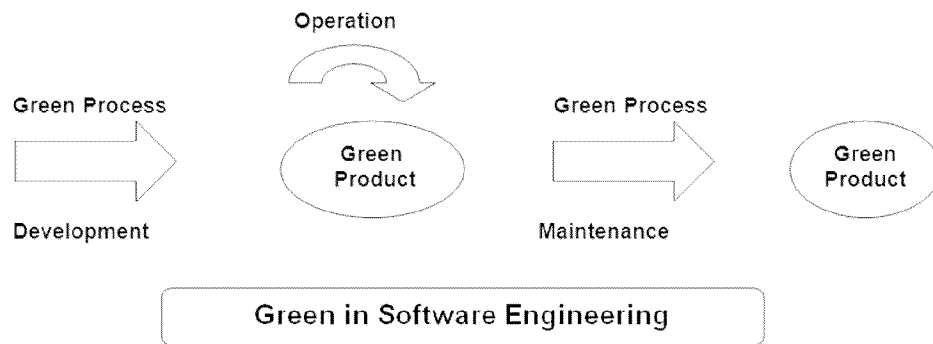 Operation
Green Process
Green Process
Green
Product
Green
Product
Development
Maintenance
Green in Software Engineering